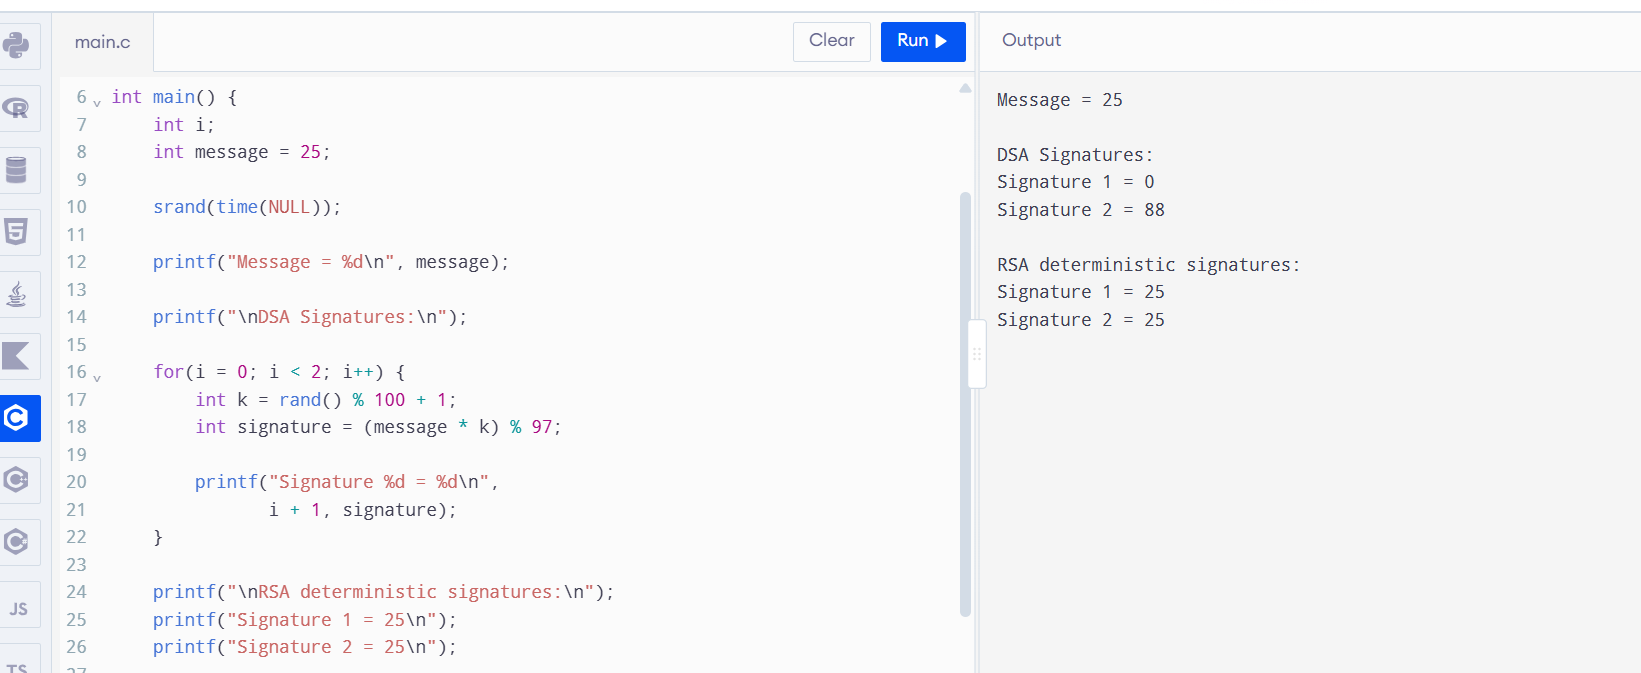 main.c
Clear
Run
Output
6 int main() {
7 int i;
8 int message = 25;
9
10 srand(time(NULL));
11
12 printf("Message = %d\n", message);
13
14 printf("\nDSA Signatures:\n");
15
16 for(i = 0; i < 2; i++) {
17 int k = rand() % 100 + 1;
18 int signature = (message * k) % 97;
19
20 printf("Signature %d = %d\n",
21 i + 1, signature);
22 }
23
24 printf("\nRSA deterministic signatures:\n");
25 printf("Signature 1 = 25\n");
26 printf("Signature 2 = 25\n");
27
Message = 25
DSA Signatures:
Signature 1 = 0
Signature 2 = 88
RSA deterministic signatures:
Signature 1 = 25
Signature 2 = 25
R
5
C
C
C
JS
TS